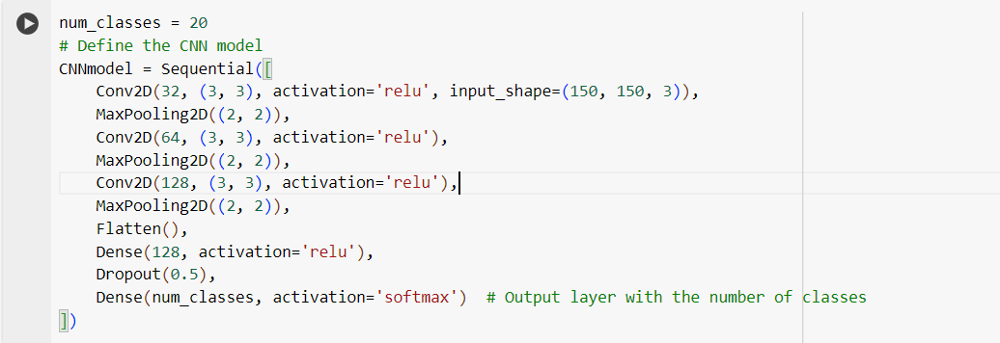 num_classes = 20
# Define the CNN model
CNNmodel = Sequential([
    Conv2D(32, (3, 3), activation='relu', input_shape=(150, 150, 3)),
    MaxPooling2D((2, 2)),
    Conv2D(64, (3, 3), activation='relu'),
    MaxPooling2D((2, 2)),
    Conv2D(128, (3, 3), activation='relu'),
    MaxPooling2D((2, 2)),
    Flatten(),
    Dense(128, activation='relu'),
    Dropout(0.5),
    Dense(num_classes, activation='softmax')  # Output layer with the number of classes
])